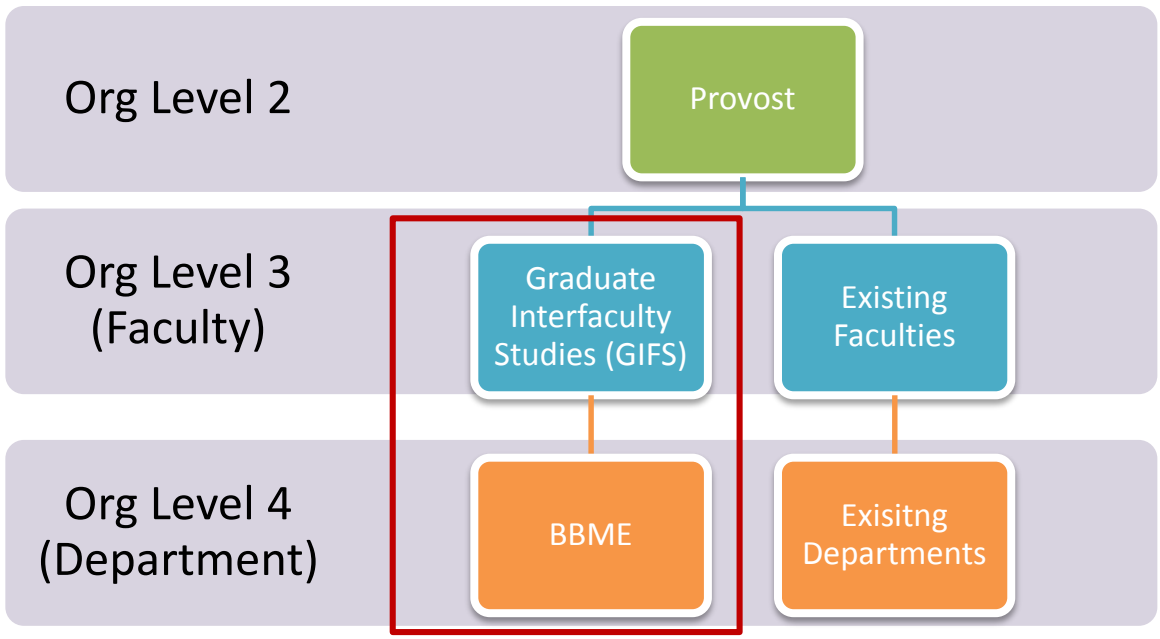 Org Level 2
Provost
Org Level 3
(Faculty)
Graduate
Interfaculty
Studies (GIFS)
Existing
Faculties
Org Level 4
(Department)
BBME
Exisitng
Departments